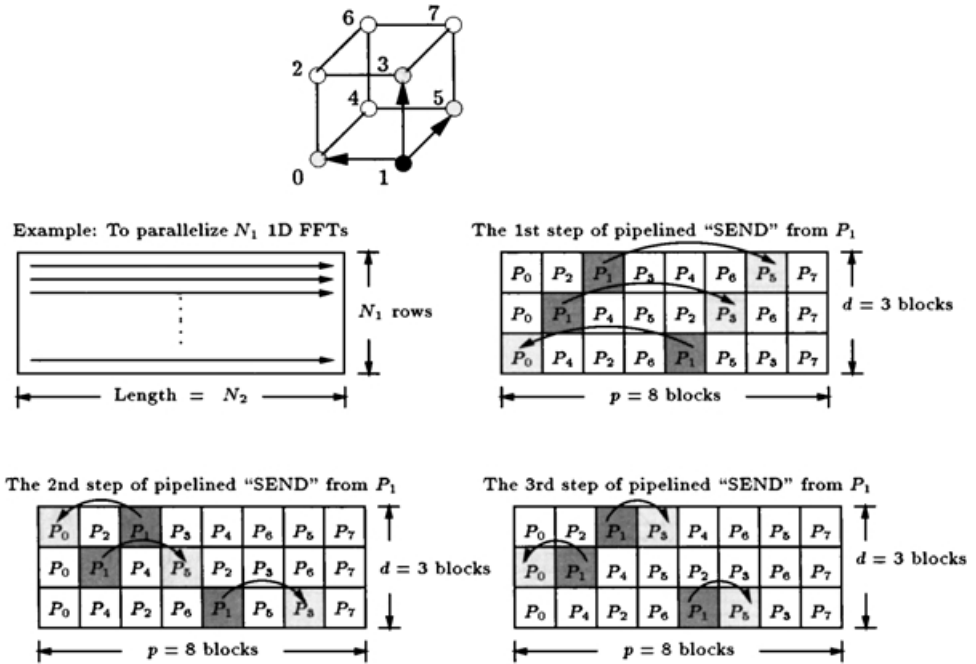 6 7
2 3
4 5
0 1
Example: To parallelize N₁ 1D FFTs
N₁ rows
Length = N₂
The 1st step of pipelined “SEND” from P₁
P₀ P₂ P₁ P₃ P₄ P₆ P₅ P₇
P₀ P₁ P₄ P₅ P₂ P₃ P₆ P₇
P₀ P₄ P₂ P₆ P₁ P₅ P₃ P₇
d = 3 blocks
p = 8 blocks
The 2nd step of pipelined “SEND” from P₁
P₀ P₂ P₁ P₃ P₄ P₆ P₅ P₇
P₀ P₁ P₄ P₅ P₂ P₃ P₆ P₇
P₀ P₄ P₂ P₆ P₁ P₅ P₃ P₇
d = 3 blocks
p = 8 blocks
The 3rd step of pipelined “SEND” from P₁
P₀ P₂ P₁ P₃ P₄ P₆ P₅ P₇
P₀ P₁ P₄ P₅ P₂ P₃ P₆ P₇
P₀ P₄ P₂ P₆ P₁ P₅ P₃ P₇
d = 3 blocks
p = 8 blocks